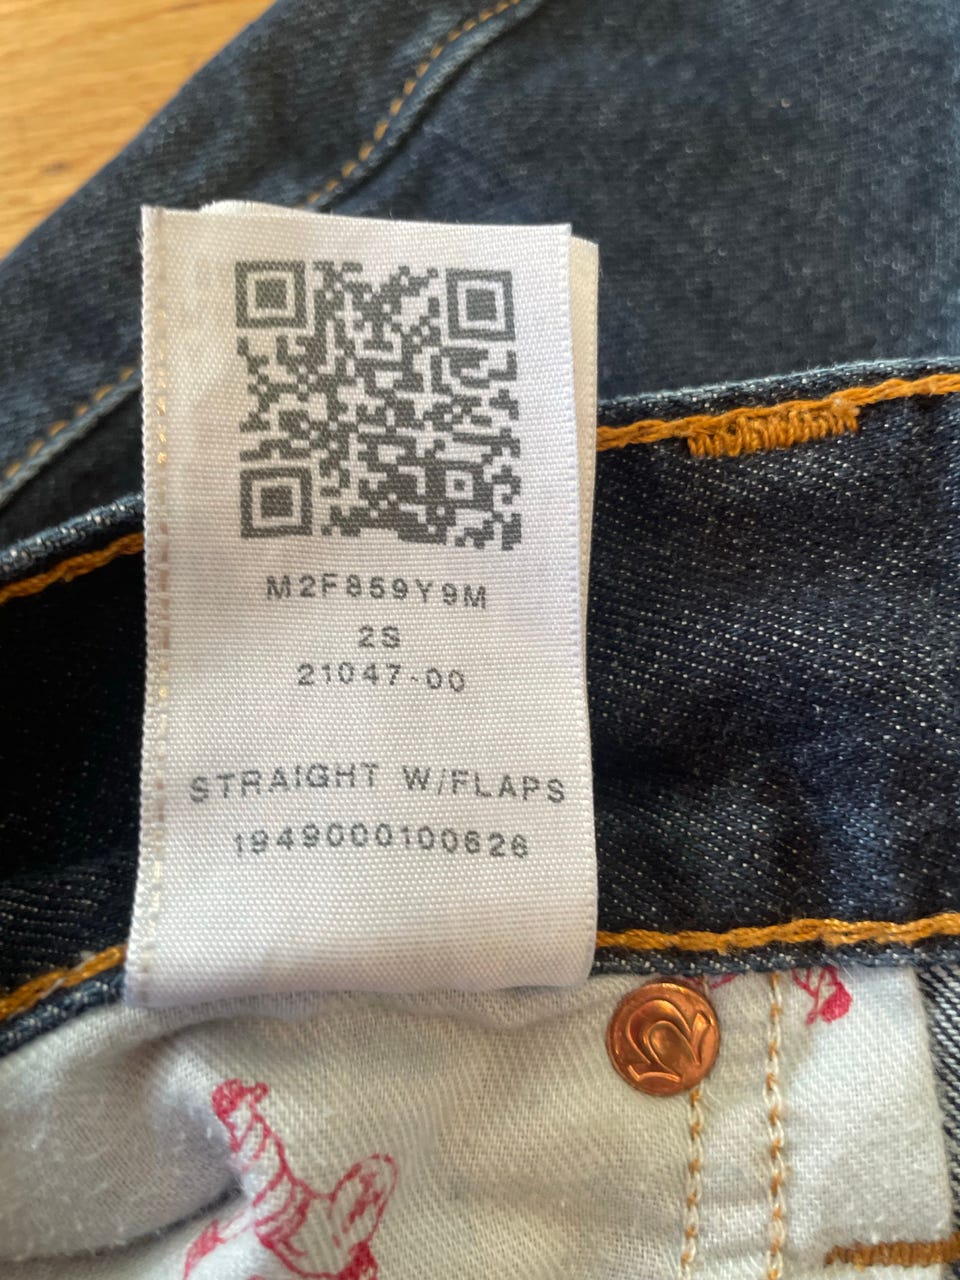 M2F859Y9M
2S
21047-00
STRAIGHT W/FLAPS
1949000100626